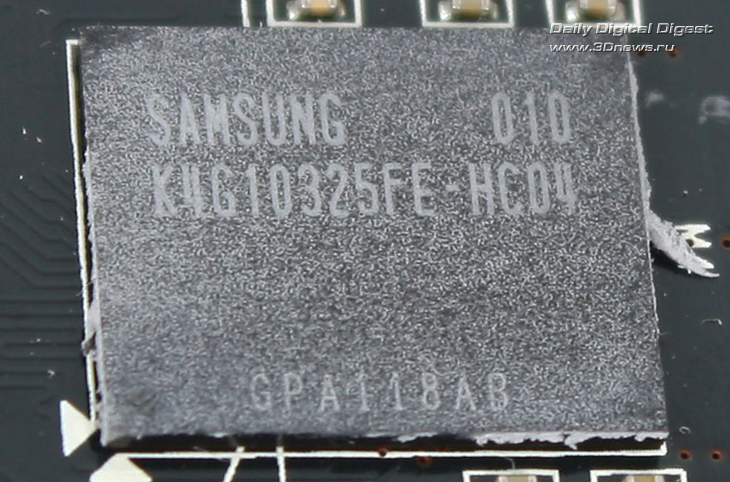 Daily Digital Digest
www.3Dnews.ru
SAMSUNG 010
K4G10325FE-HC04
GPA118AB